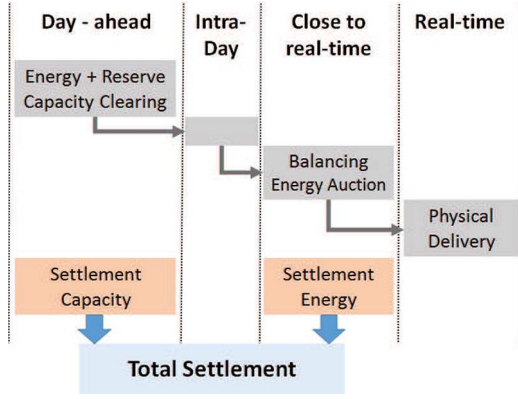 Day - ahead
Intra-
Day
Close to
real-time
Real-time
Energy + Reserve
Capacity Clearing
Balancing
Energy Auction
Physical
Delivery
Settlement
Capacity
Settlement
Energy
Total Settlement